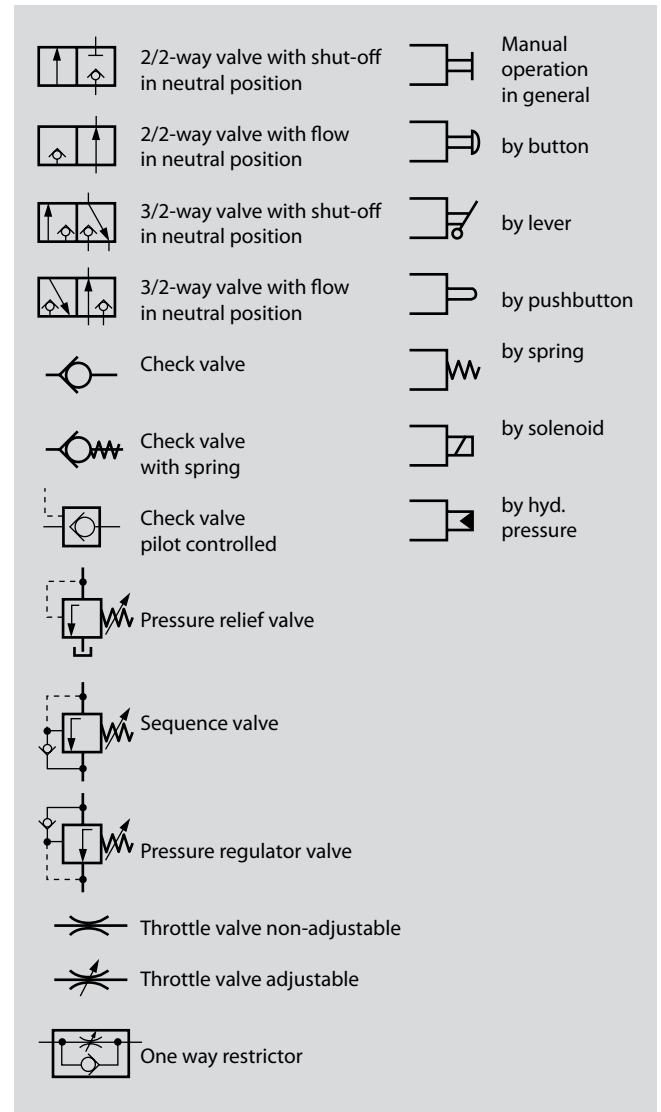 2/2-way valve with shut-off
in neutral position
2/2-way valve with flow
in neutral position
3/2-way valve with shut-off
in neutral position
3/2-way valve with flow
in neutral position
Check valve
Check valve
with spring
Check valve
pilot controlled
Pressure relief valve
Sequence valve
Pressure regulator valve
Throttle valve non-adjustable
Throttle valve adjustable
One way restrictor
Manual
operation
in general
by button
by lever
by pushbutton
by spring
by solenoid
by hyd.
pressure